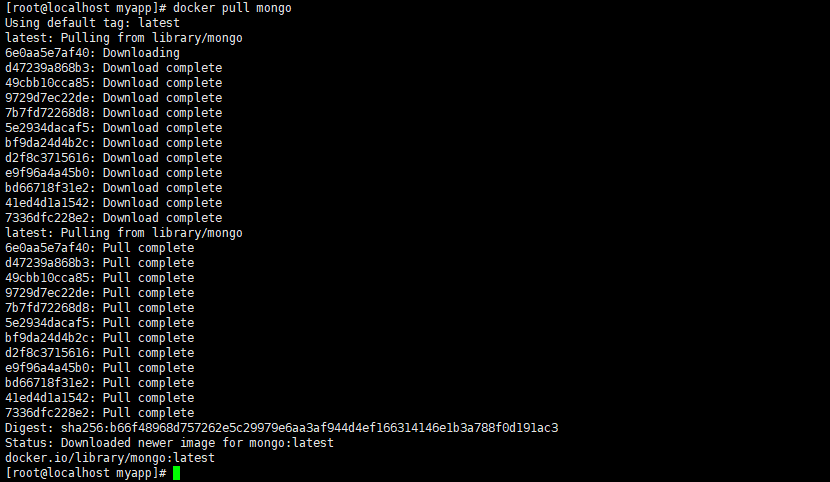 [root@localhost myapp]# docker pull mongo
Using default tag: latest
latest: Pulling from library/mongo
6e0aa5e7af40: Downloading
d47239a868b3: Download complete
49cbb10cca85: Download complete
9729d7ec22de: Download complete
7b7fd72268d8: Download complete
5e2934dacaf5: Download complete
bf9da24d4b2c: Download complete
d2f8c3715616: Download complete
e9f96a4a45b0: Download complete
bd66718f31e2: Download complete
41ed4d1a1542: Download complete
7336dfc228e2: Download complete
latest: Pulling from library/mongo
6e0aa5e7af40: Pull complete
d47239a868b3: Pull complete
49cbb10cca85: Pull complete
9729d7ec22de: Pull complete
7b7fd72268d8: Pull complete
5e2934dacaf5: Pull complete
bf9da24d4b2c: Pull complete
d2f8c3715616: Pull complete
e9f96a4a45b0: Pull complete
bd66718f31e2: Pull complete
41ed4d1a1542: Pull complete
7336dfc228e2: Pull complete
Digest: sha256:b66f48968d757262e5c29979e6aa3af944d4ef166314146e1b3a788f0d191ac3
Status: Downloaded newer image for mongo:latest
docker.io/library/mongo:latest
[root@localhost myapp]#